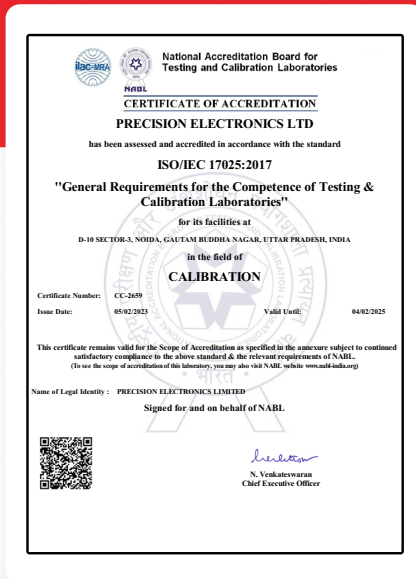 ilac-MRA
NABL
National Accreditation Board for
Testing and Calibration Laboratories
CERTIFICATE OF ACCREDITATION
PRECISION ELECTRONICS LTD
has been assessed and accredited in accordance with the standard
ISO/IEC 17025:2017
"General Requirements for the Competence of Testing &
Calibration Laboratories"
for its facilities at
D-10 SECTOR-3, NOIDA, GAUTAM BUDDHA NAGAR, UTTAR PRADESH, INDIA
in the field of
CALIBRATION
Certificate Number: CC-2659
Issue Date: 05/02/2023 Valid Until: 04/02/2025
This certificate remains valid for the Scope of Accreditation as specified in the annexure subject to continued
satisfactory compliance to the above standard & the relevant requirements of NABL.
(To see the scope of accreditation of this laboratory, you may also visit NABL website www.nabl-india.org)
भारत
Name of Legal Identity : PRECISION ELECTRONICS LIMITED
Signed for and on behalf of NABL
N. Venkateswaran
Chief Executive Officer